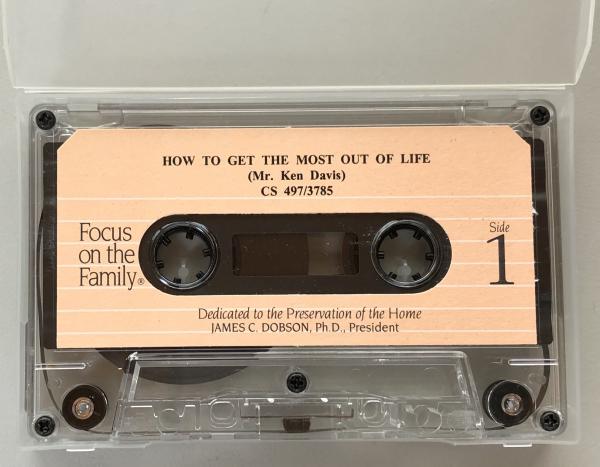 HOW TO GET THE MOST OUT OF LIFE
(Mr. Ken Davis)
CS 497/3785
Focus
on the
Family®
Side
1
Dedicated to the Preservation of the Home
JAMES C. DOBSON, Ph.D., President